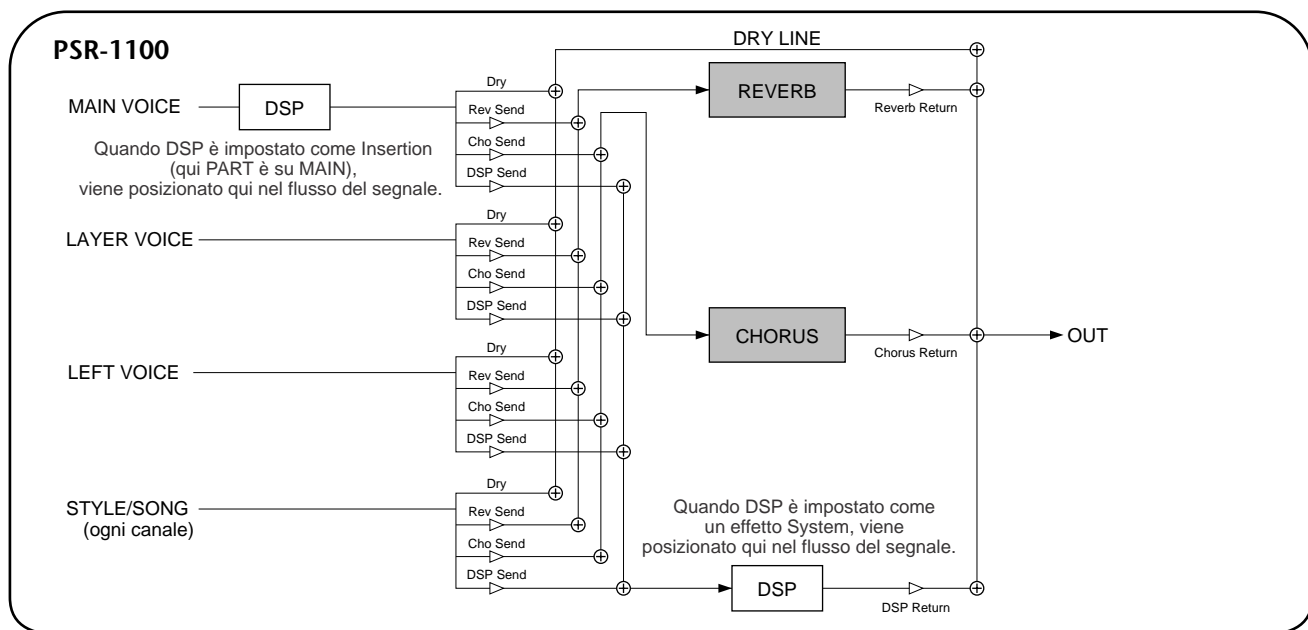 PSR-1100
DRY LINE
MAIN VOICE
DSP
Dry
Rev Send
Cho Send
DSP Send
REVERB
Reverb Return
Quando DSP è impostato come Insertion
(qui PART è su MAIN),
viene posizionato qui nel flusso del segnale.
LAYER VOICE
Dry
Rev Send
Cho Send
DSP Send
CHORUS
Chorus Return
OUT
LEFT VOICE
Dry
Rev Send
Cho Send
DSP Send
STYLE/SONG
(ogni canale)
Dry
Rev Send
Cho Send
DSP Send
Quando DSP è impostato come
un effetto System, viene
posizionato qui nel flusso del segnale.
DSP
DSP Return